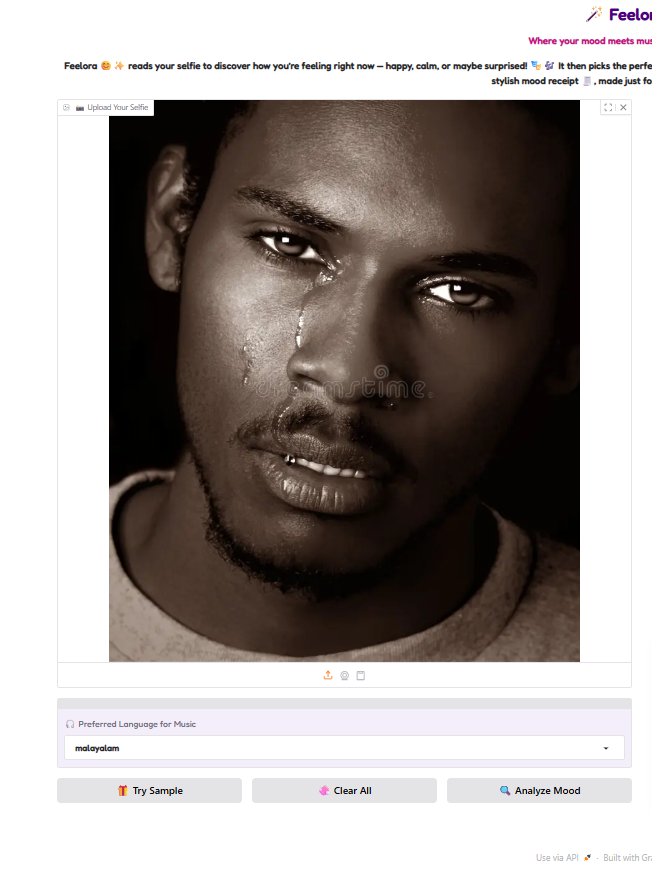 Feelor
Where your mood meets mus
Feelora 😊 ✨ reads your selfie to discover how you're feeling right now — happy, calm, or maybe surprised! 🎭 🎶 It then picks the perfe
stylish mood receipt 🧾 , made just fo
Upload Your Selfie
dreamstime.
Preferred Language for Music
malayalam
Try Sample
Clear All
Analyze Mood
Use via API 🚀 · Built with Gra